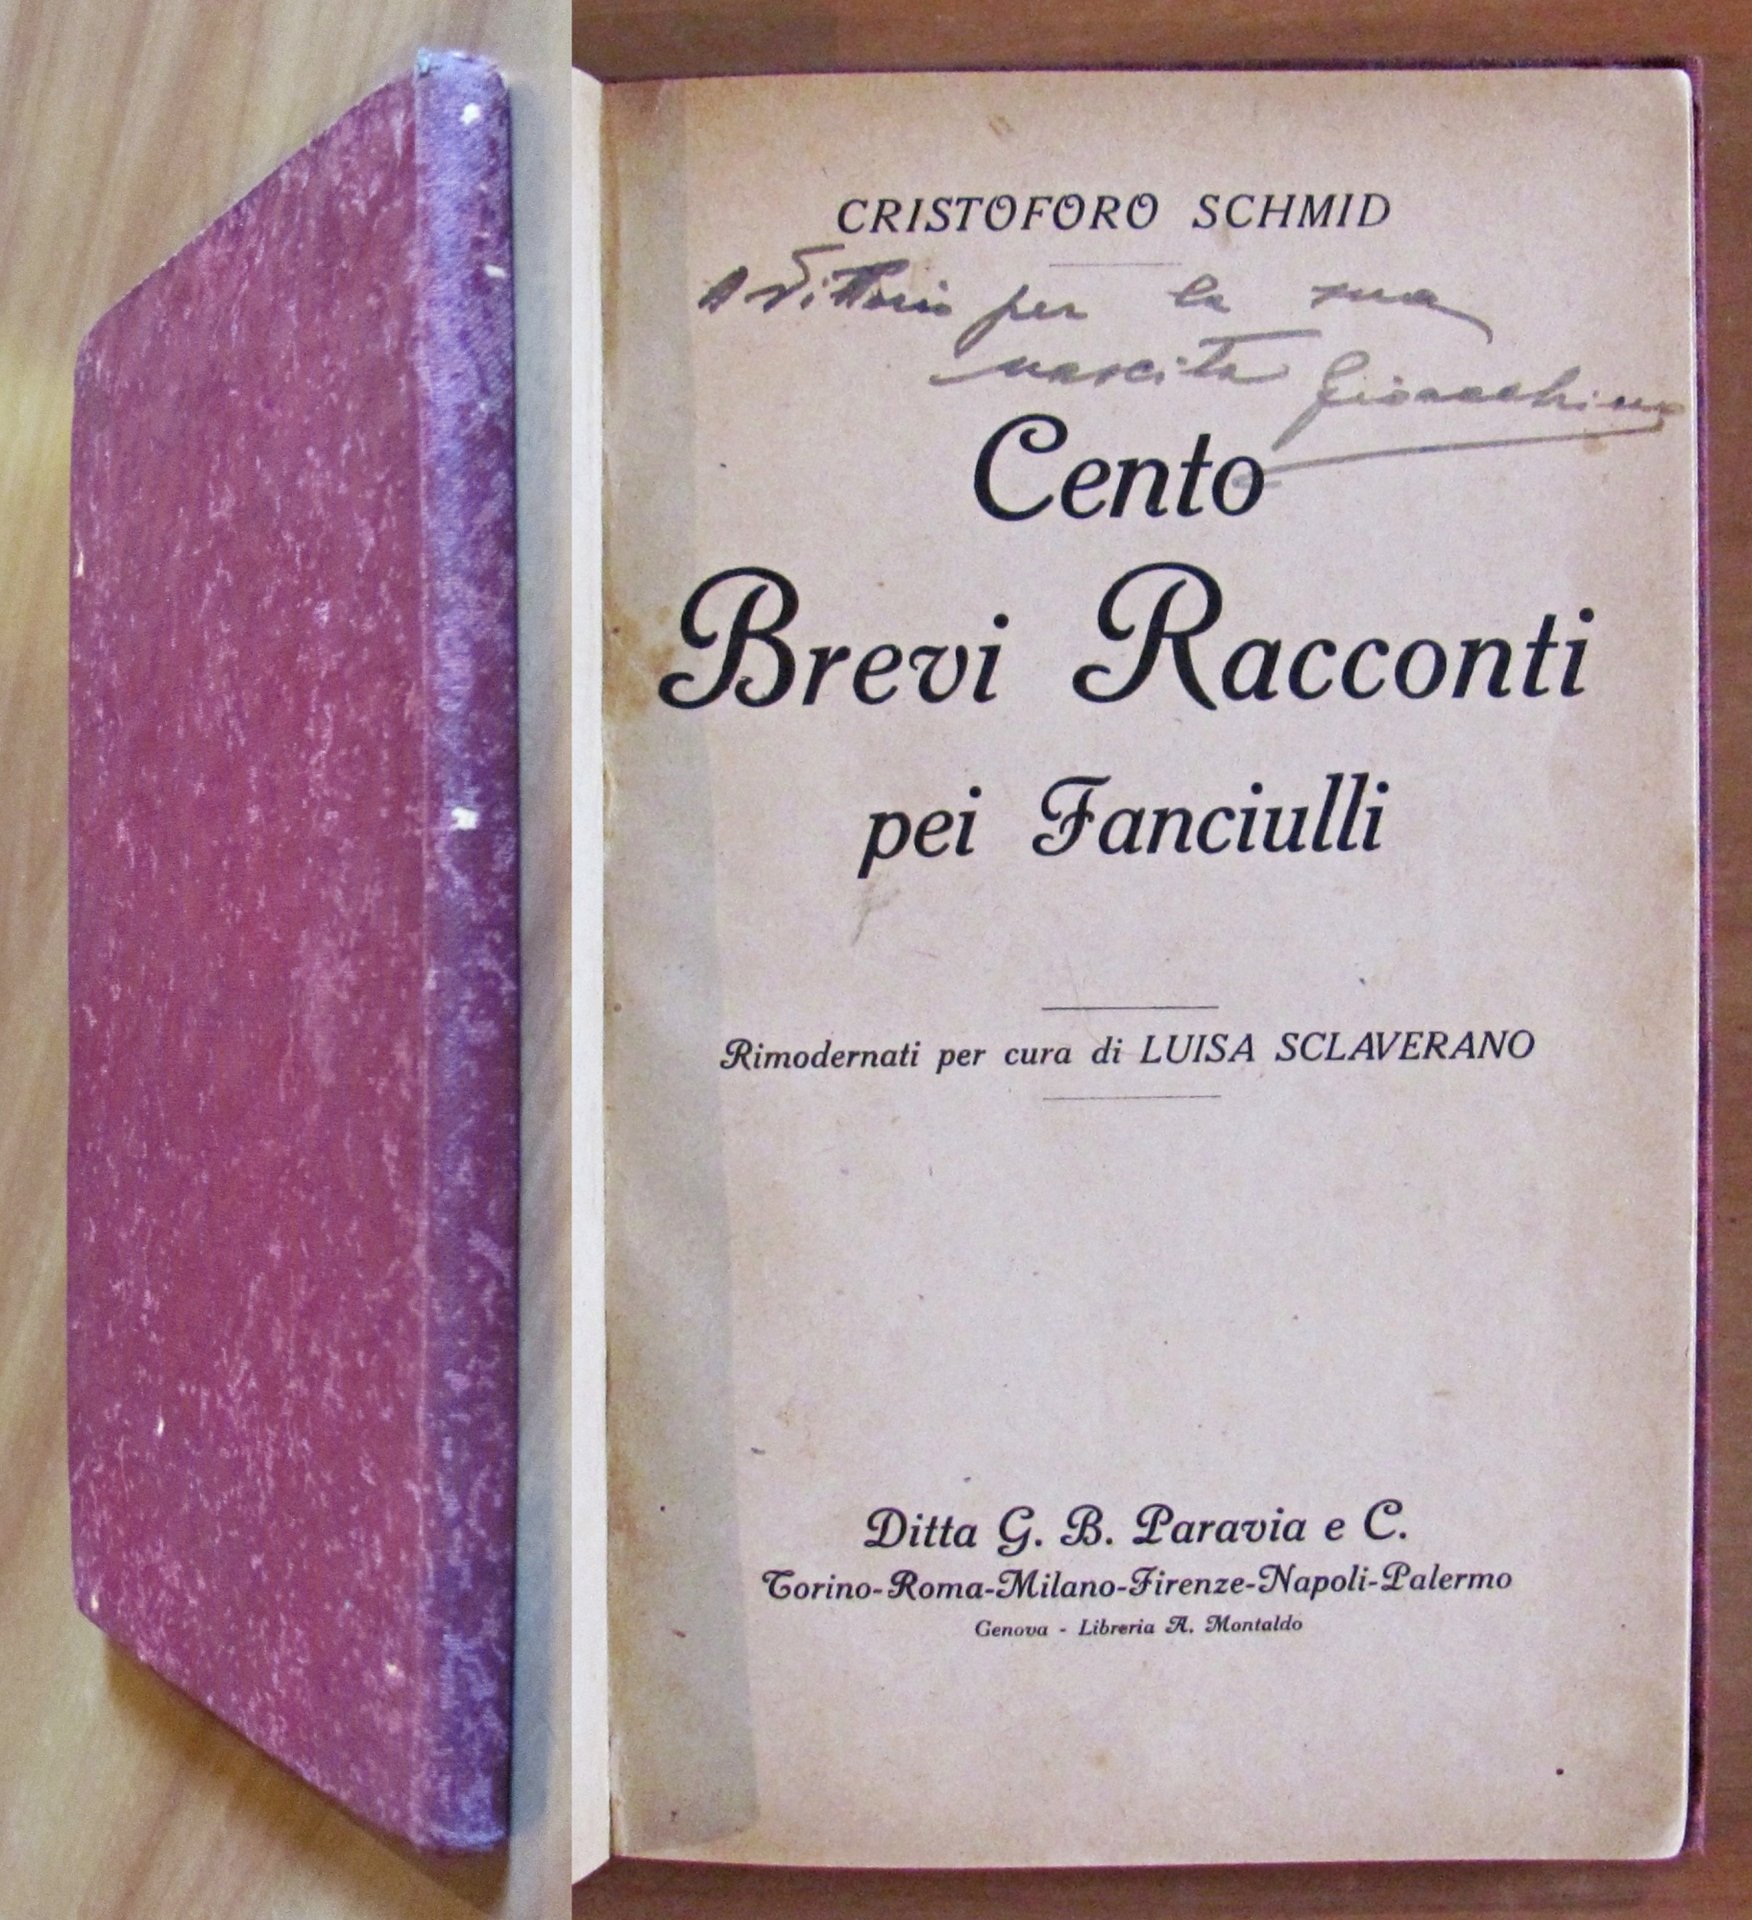 CRISTOFORO SCHMID
A Vittorio per la sua
nascita Gioacchino
Cento
Brevi Racconti
pei Fanciulli
Rimodernati per cura di LUISA SCLAVERANO
Ditta G. B. Paravia e C.
Torino-Roma-Milano-Firenze-Napoli-Palermo
Genova - Libreria A. Montaldo